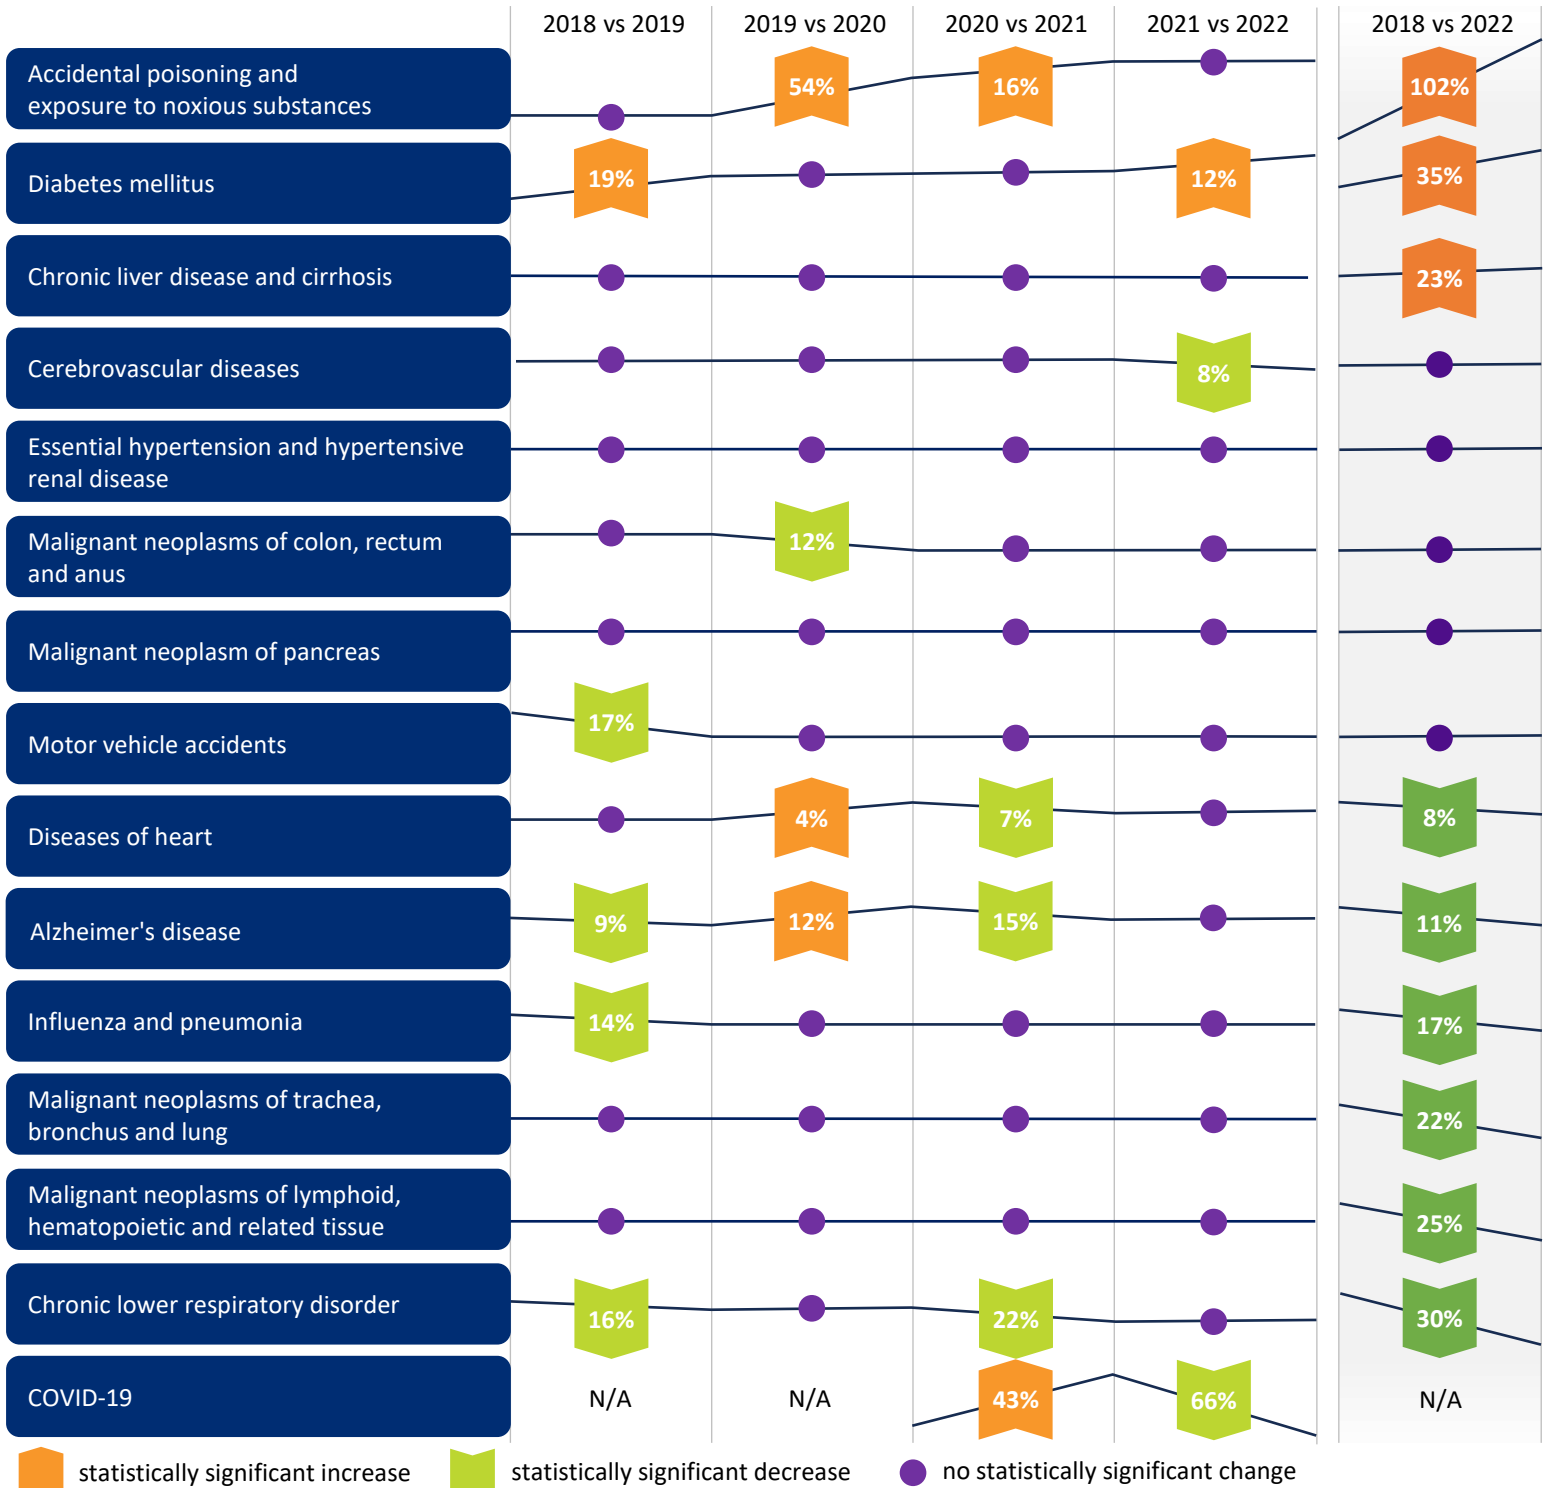 2018 vs 2019 2019 vs 2020 2020 vs 2021 2021 vs 2022 2018 vs 2022
Accidental poisoning and
exposure to noxious substances
54% 16% 102%
Diabetes mellitus
19% 12% 35%
Chronic liver disease and cirrhosis
23%
Cerebrovascular diseases
8%
Essential hypertension and hypertensive
renal disease
Malignant neoplasms of colon, rectum
and anus
12%
Malignant neoplasm of pancreas
Motor vehicle accidents
17%
Diseases of heart
4% 7% 8%
Alzheimer's disease
9% 12% 15% 11%
Influenza and pneumonia
14% 17%
Malignant neoplasms of trachea,
bronchus and lung
22%
Malignant neoplasms of lymphoid,
hematopoietic and related tissue
25%
Chronic lower respiratory disorder
16% 22% 30%
COVID-19
N/A N/A 43% 66% N/A
statistically significant increase statistically significant decrease no statistically significant change